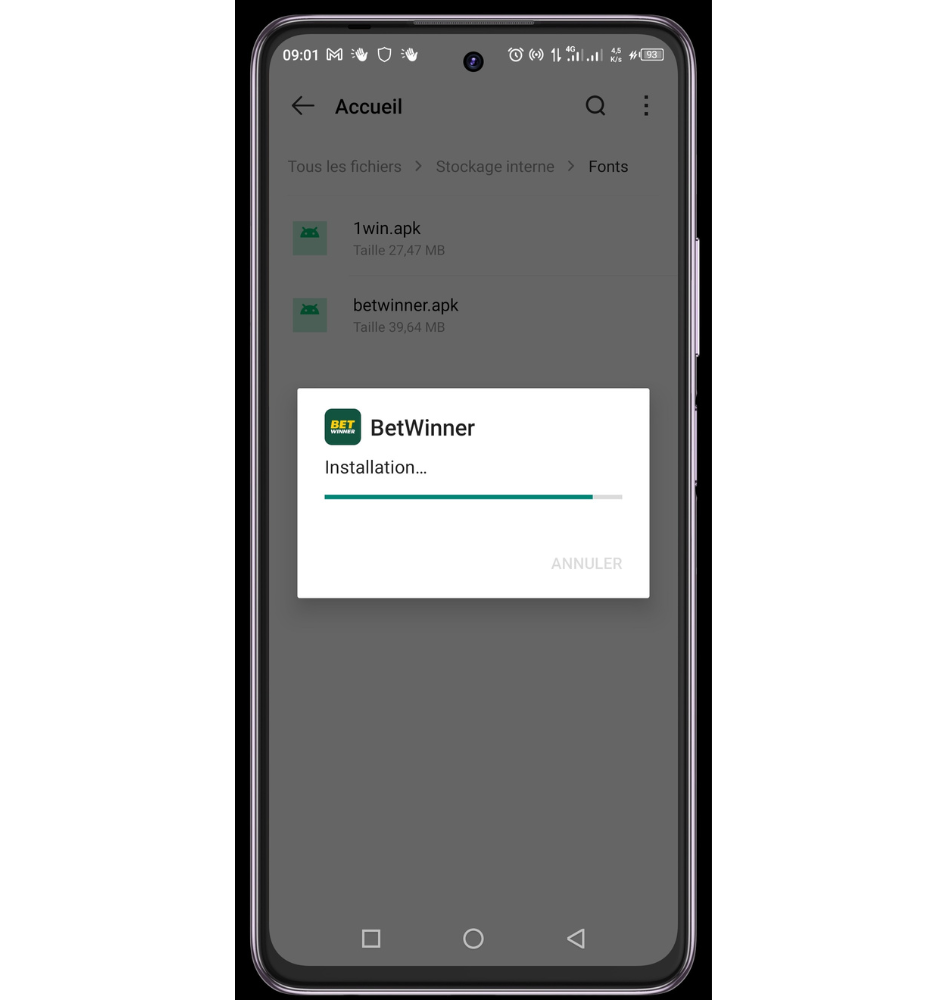 09:01
4G
4,5
K/s
93
Accueil
Tous les fichiers > Stockage interne > Fonts
1win.apk
Taille 27,47 MB
betwinner.apk
Taille 39,64 MB
BET
WINNER
BetWinner
Installation...
ANNULER